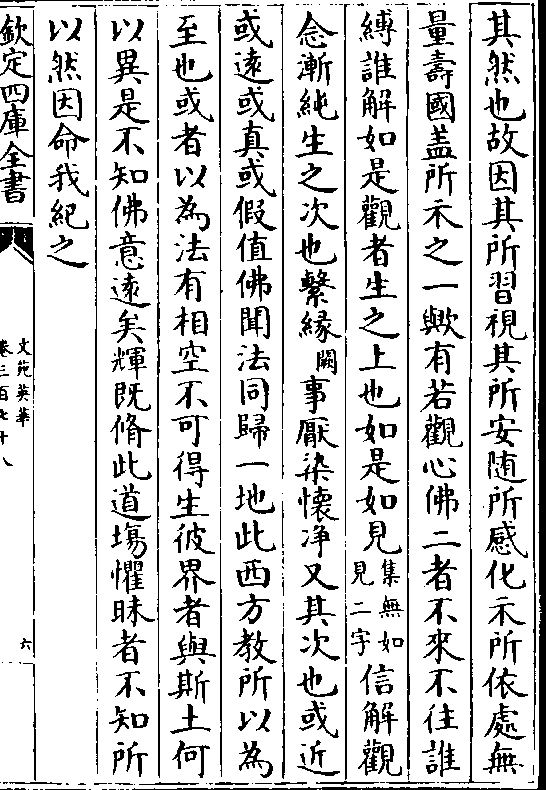 其然也故因其所習視其所安随所感化示所依處無
量壽國盖所示之一歟有若觀心佛二者不來不往誰
縛誰解如是觀者生之上也如是如見集無如見二字信解觀
念漸純生之次也繫緣闕事厭染懷净又其次也或近
或遠或真或假值佛聞法同歸一地此西方教所以為
至也或者以為法有相空不可得生彼界者與斯土何
以異是不知佛意遠矣輝既脩此道塲懼昧者不知所
以然因命我紀之
欽定四庫全書
文苑英華
卷三百七十八
六